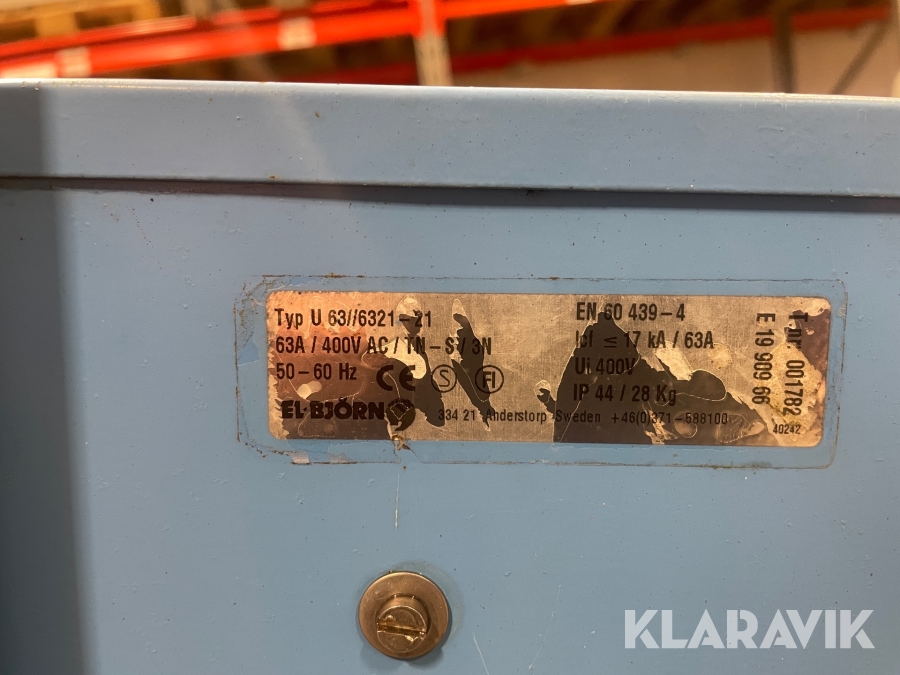 Typ U 63//6321-21
63A / 400V AC / TN-S / 3N
50-60 Hz CE S FI
EL-BJÖRN
EN 60 439-4
Icf ≤ 17 kA / 63A
Ui 400V
IP 44 / 28 Kg
334 21 Anderstorp Sweden +46(0)371-588100
001782
E 19 909 66
40242
KLARAVIK